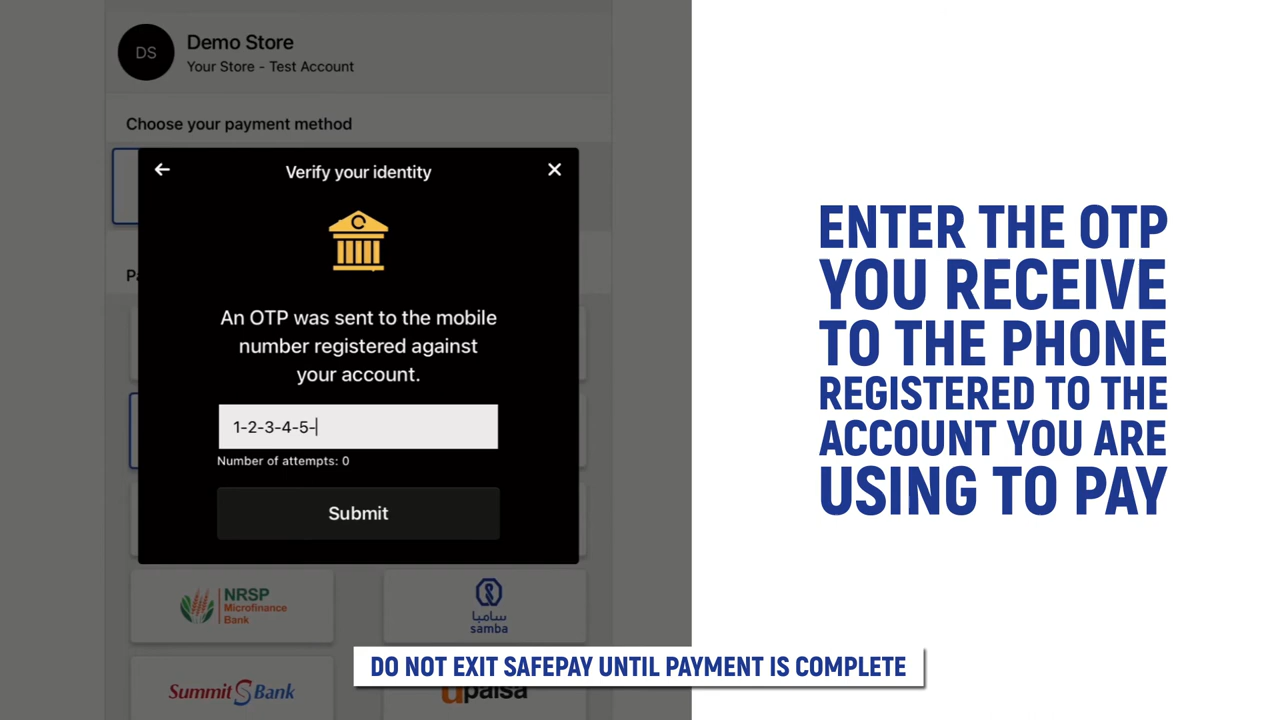 DS
Demo Store
Your Store - Test Account
Choose your payment method
Verify your identity
An OTP was sent to the mobile
number registered against
your account.
1-2-3-4-5-
Number of attempts: 0
Submit
NRSP
Microfinance
Bank
سامبا
samba
Summit Bank
Upaisa
ENTER THE OTP
YOU RECEIVE
TO THE PHONE
REGISTERED TO THE
ACCOUNT YOU ARE
USING TO PAY
DO NOT EXIT SAFEPAY UNTIL PAYMENT IS COMPLETE